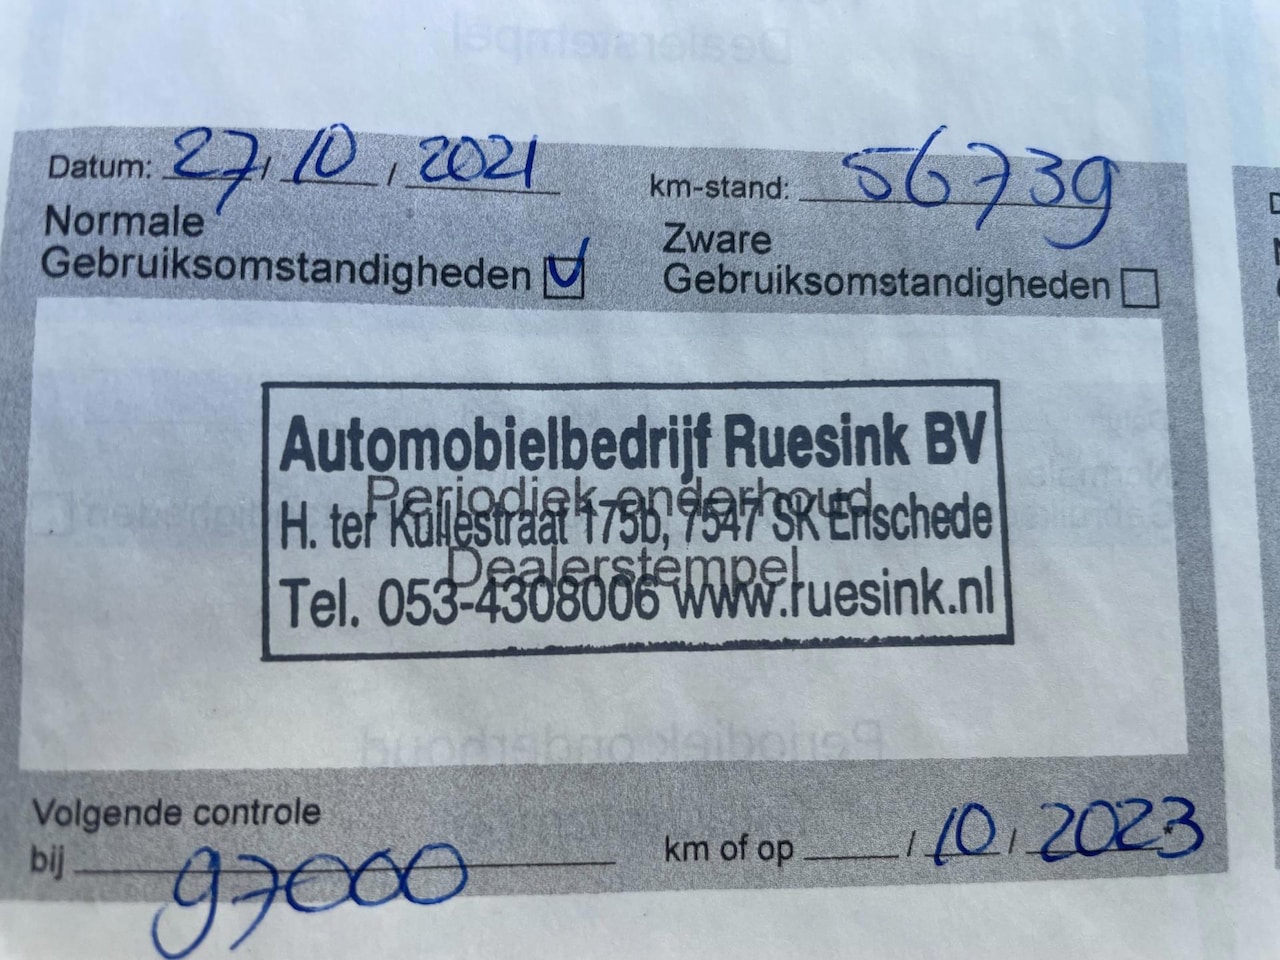 Datum: 27 / 10 / 2021 km-stand: 56739
Normale Gebruiksomstandigheden
Zware Gebruiksomstandigheden
Automobielbedrijf Ruesink BV
Periodiek onderhoud
H. ter Kuilestraat 175b, 7547 SK Enschede
Dealerstempel
Tel. 053-4308006 www.ruesink.nl
Volgende controle
bij 97000 km of op / 10 / 2023